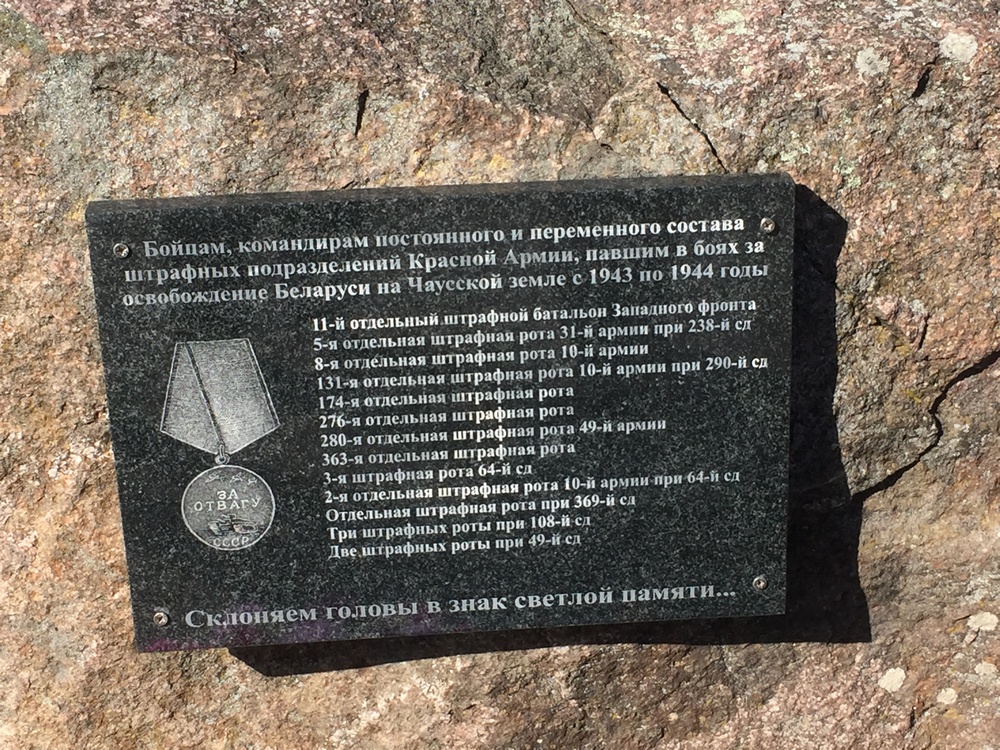 Бойцам, командирам постоянного и переменного состава
штрафных подразделений Красной Армии, павшим в боях за
освобождение Беларуси на Чаусской земле с 1943 по 1944 годы
11-й отдельный штрафной батальон Западного фронта
5-я отдельная штрафная рота 31-й армии при 238-й сд
8-я отдельная штрафная рота 10-й армии
131-я отдельная штрафная рота 10-й армии при 290-й сд
174-я отдельная штрафная рота
276-я отдельная штрафная рота
280-я отдельная штрафная рота 49-й армии
363-я отдельная штрафная рота
3-я штрафная рота 64-й сд
2-я отдельная штрафная рота 10-й армии при 64-й сд
Отдельная штрафная рота при 369-й сд
Три штрафных роты при 108-й сд
Две штрафных роты при 49-й сд
ЗА
ОТВАГУ
СССР
Склоняем головы в знак светлой памяти...